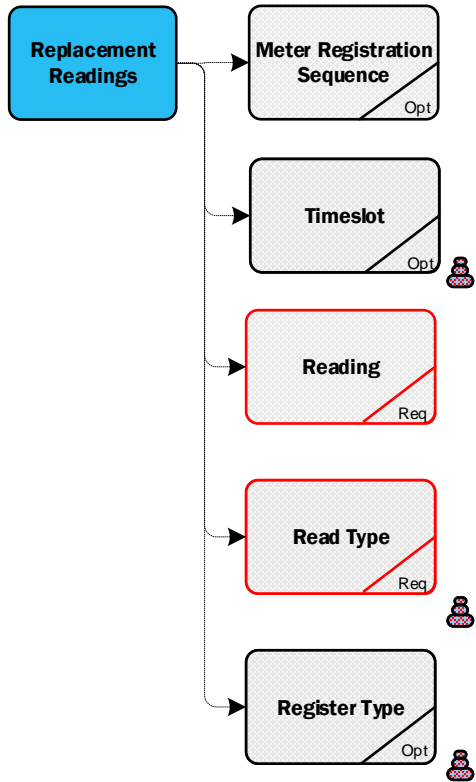 Replacement
Readings
Meter Registration
Sequence
Opt
Timeslot
Opt
Reading
Req
Read Type
Req
Register Type
Opt